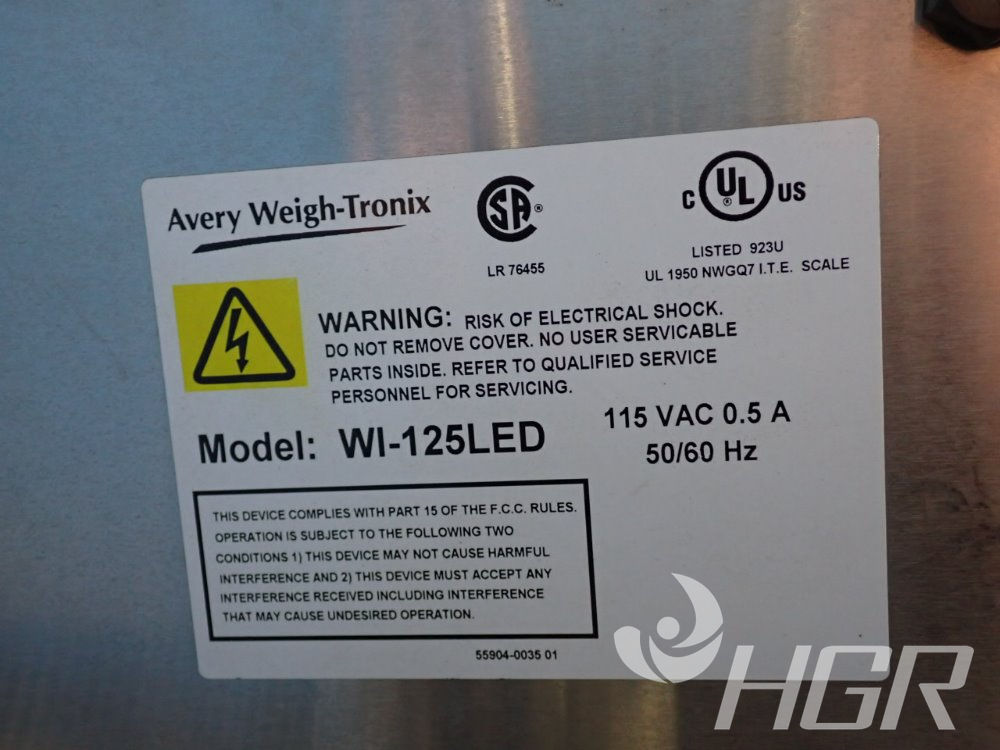 Avery Weigh-Tronix
SA
LR 76455
C UL US
LISTED 923U
UL 1950 NWGQ7 I.T.E. SCALE
WARNING: RISK OF ELECTRICAL SHOCK.
DO NOT REMOVE COVER. NO USER SERVICABLE
PARTS INSIDE. REFER TO QUALIFIED SERVICE
PERSONNEL FOR SERVICING.
Model: WI-125LED
115 VAC 0.5 A
50/60 Hz
THIS DEVICE COMPLIES WITH PART 15 OF THE F.C.C. RULES.
OPERATION IS SUBJECT TO THE FOLLOWING TWO
CONDITIONS 1) THIS DEVICE MAY NOT CAUSE HARMFUL
INTERFERENCE AND 2) THIS DEVICE MUST ACCEPT ANY
INTERFERENCE RECEIVED INCLUDING INTERFERENCE
THAT MAY CAUSE UNDESIRED OPERATION.
55904-0035 01
HGR